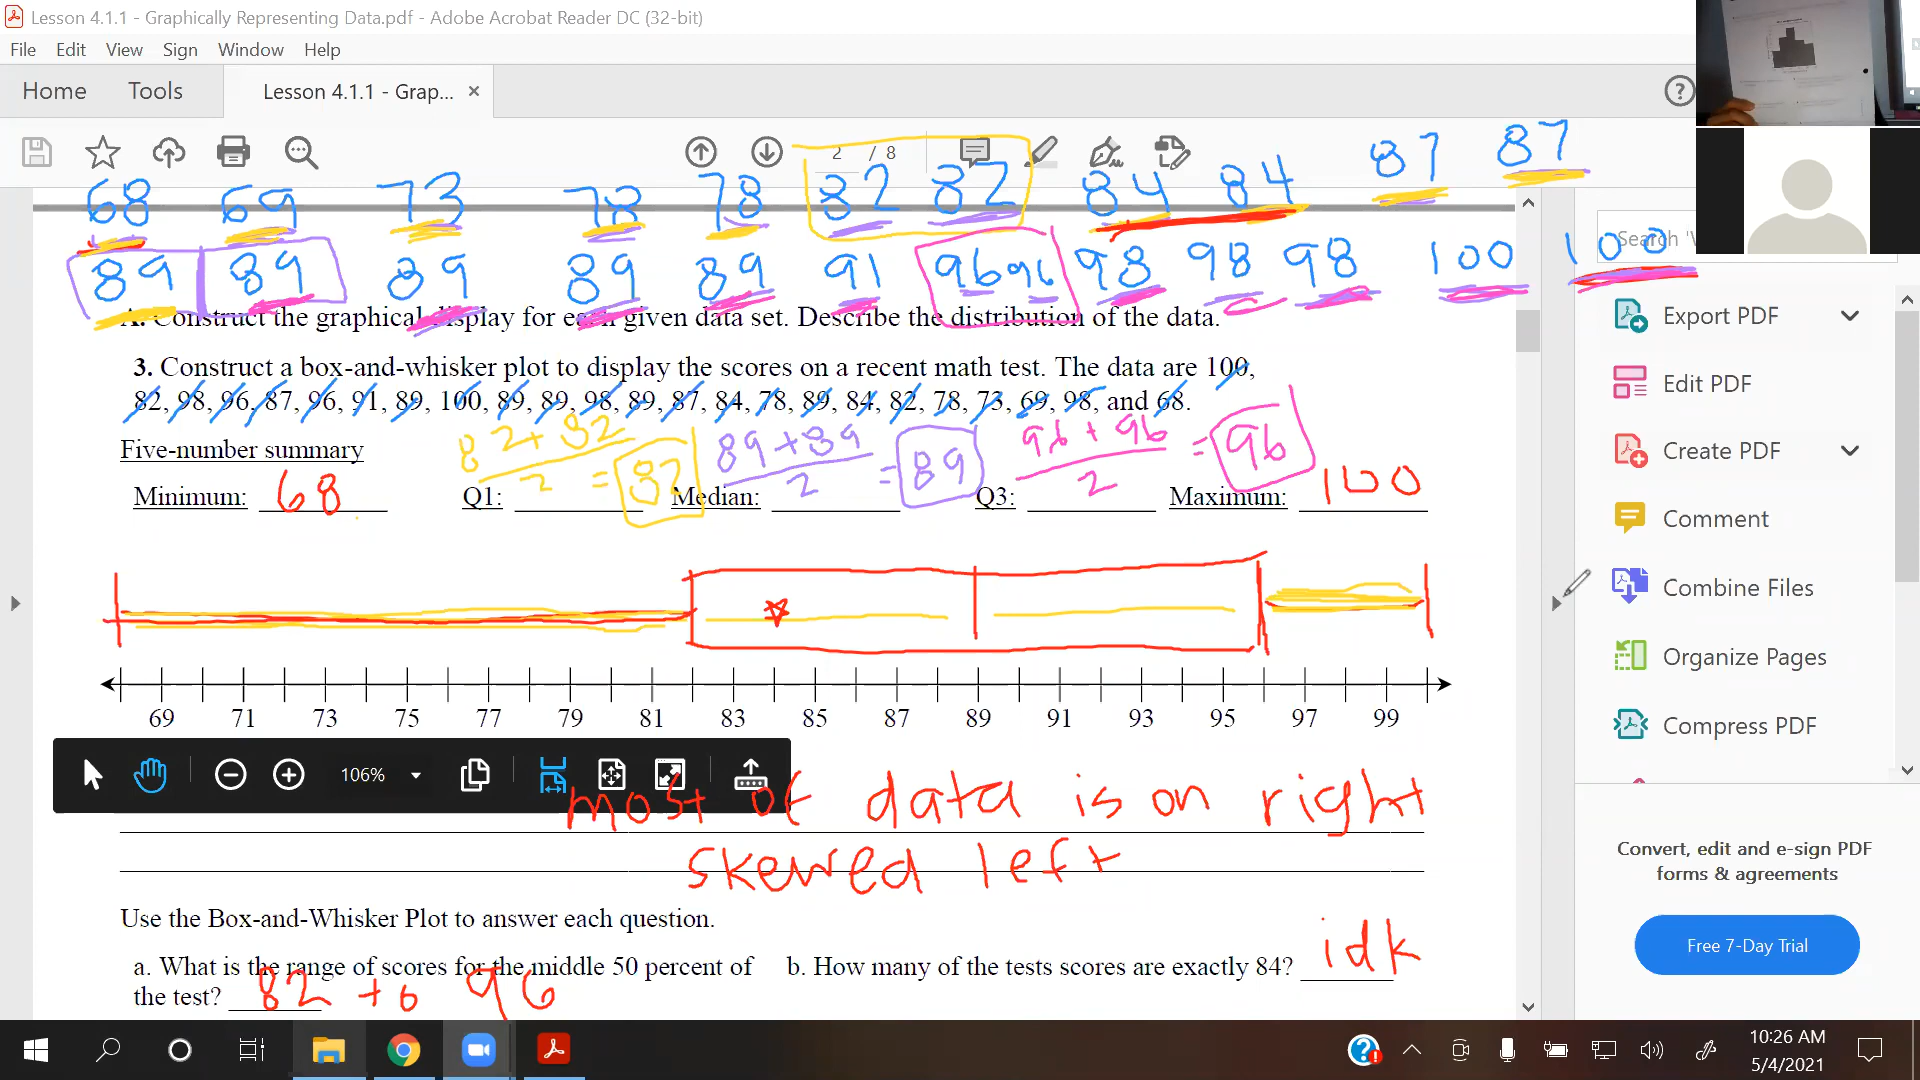 Lesson 4.1.1 - Graphically Representing Data.pdf - Adobe Acrobat Reader DC (32-bit)
File Edit View Sign Window Help
Home Tools Lesson 4.1.1 - Grap... ×
2 / 8
68 69 73 78 78 82 82 84 84 87 87
89 89 89 89 89 91 96 96 98 98 98 100 100
A. Construct the graphical display for each given data set. Describe the distribution of the data.
3. Construct a box-and-whisker plot to display the scores on a recent math test. The data are 100,
82, 98, 96, 87, 96, 91, 89, 100, 89, 89, 98, 89, 87, 84, 78, 89, 84, 82, 78, 73, 69, 98, and 68.
Five-number summary
82+82/2 = 82 89+89/2 = 89 96+96/2 = 96
Minimum: 68 Q1: Median: Q3: Maximum: 100
69 71 73 75 77 79 81 83 85 87 89 91 93 95 97 99
106%
most of data is on right
skewed left
Use the Box-and-Whisker Plot to answer each question.
a. What is the range of scores for the middle 50 percent of
the test? 82 to 96
b. How many of the tests scores are exactly 84? idk
Search
Export PDF
Edit PDF
Create PDF
Comment
Combine Files
Organize Pages
Compress PDF
Convert, edit and e-sign PDF
forms & agreements
Free 7-Day Trial
10:26 AM
5/4/2021